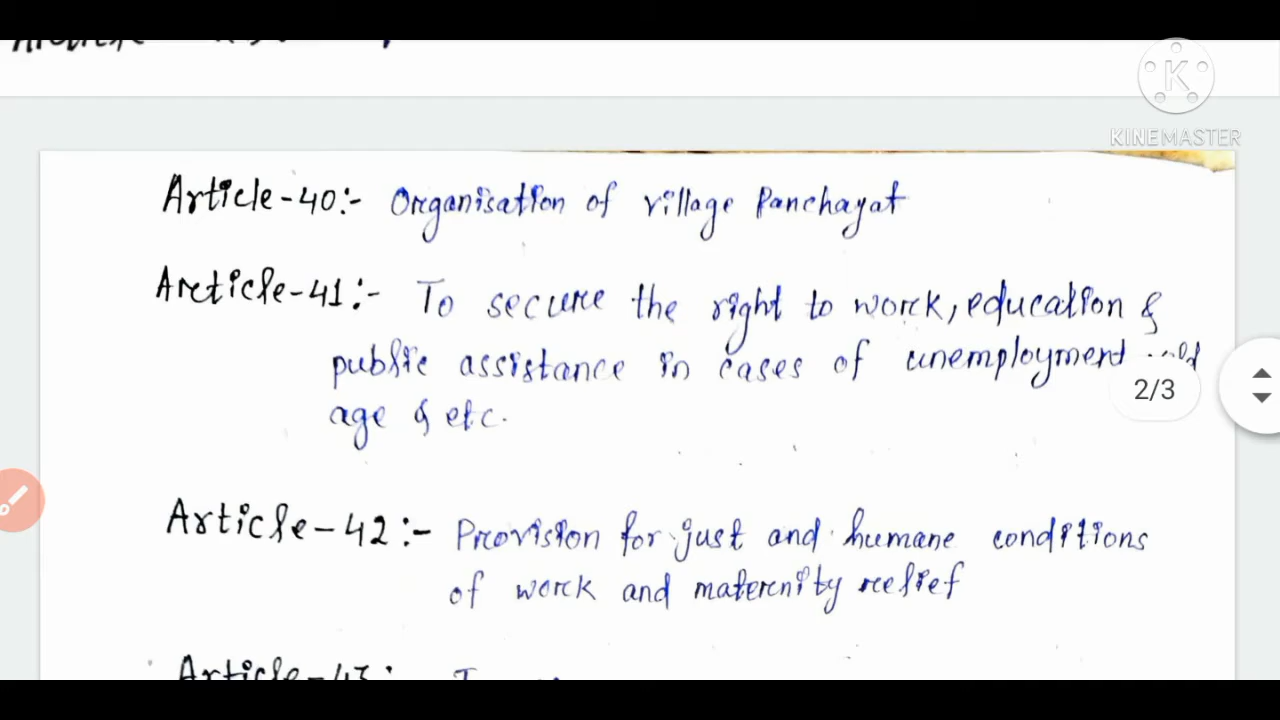 KINEMASTER
Article-40:- Organisation of village Panchayat
Article-41:- To secure the right to work, education &
public assistance in cases of unemployment
2/3
age & etc.
Article-42:- Provision for just and humane conditions
of work and maternity relief
Article-43:-